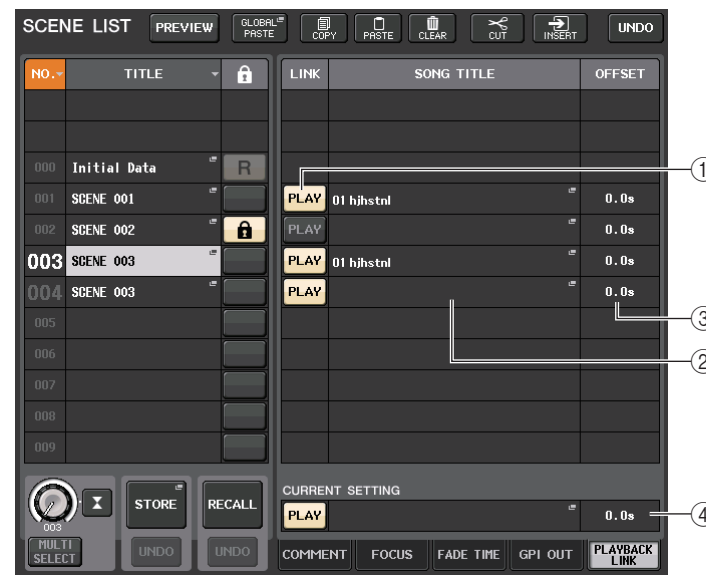 SCENE LIST PREVIEW GLOBAL PASTE COPY PASTE CLEAR CUT INSERT UNDO
NO. TITLE LINK SONG TITLE OFFSET
000 Initial Data R
001 SCENE 001 PLAY 01 hjhstnl 0.0s
002 SCENE 002 PLAY 0.0s
003 SCENE 003 PLAY 01 hjhstnl 0.0s
004 SCENE 003 PLAY 0.0s
005
006
007
008
009
1
3
2
4
003
MULTI SELECT
STORE
UNDO
RECALL
UNDO
CURRENT SETTING
PLAY 0.0s
COMMENT FOCUS FADE TIME GPI OUT PLAYBACK LINK